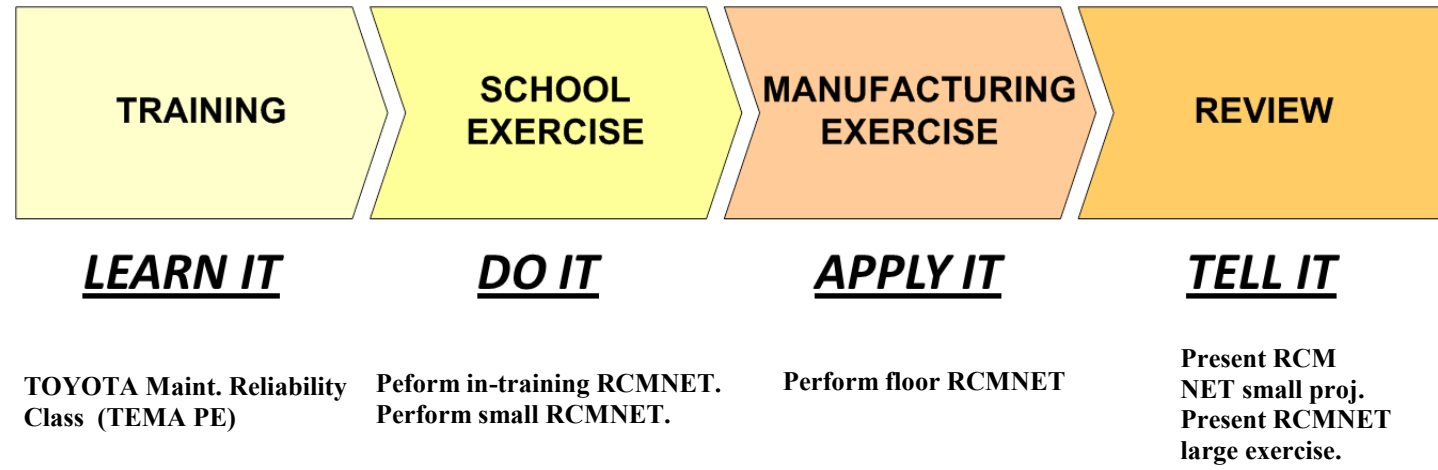 TRAINING
SCHOOL
EXERCISE
MANUFACTURING
EXERCISE
REVIEW
LEARN IT
DO IT
APPLY IT
TELL IT
TOYOTA Maint. Reliability
Class (TEMA PE)
Peform in-training RCMNET.
Perform small RCMNET.
Perform floor RCMNET
Present RCM
NET small proj.
Present RCMNET
large exercise.